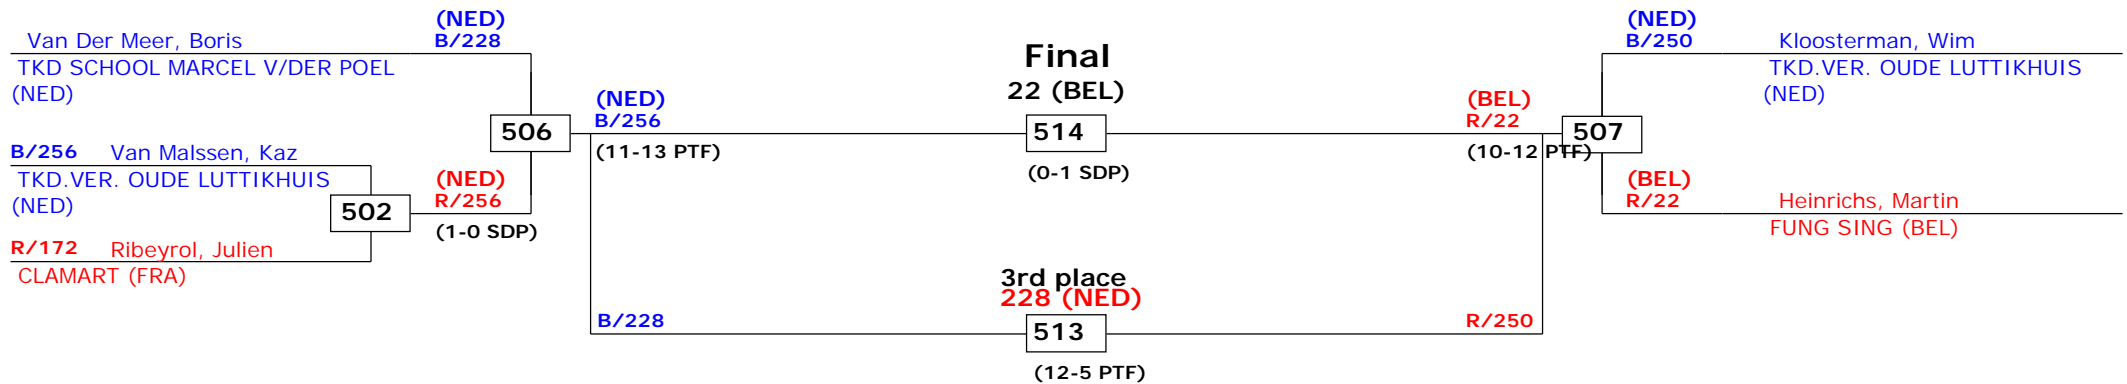 (NED)
B/228
Van Der Meer, Boris
TKD SCHOOL MARCEL V/DER POEL
(NED)
B/256 Van Malssen, Kaz
TKD.VER. OUDE LUTTIKHUIS
(NED)
502
R/172 Ribeyrol, Julien
CLAMART (FRA)
(NED)
R/256
(1-0 SDP)
506
(NED)
B/256
(11-13 PTF)
Final
22 (BEL)
514
(0-1 SDP)
3rd place
228 (NED)
B/228
513
R/250
(12-5 PTF)
(BEL)
R/22
(10-12 PTF)
507
(NED)
B/250
Kloosterman, Wim
TKD.VER. OUDE LUTTIKHUIS
(NED)
(BEL)
R/22
Heinrichs, Martin
FUNG SING (BEL)